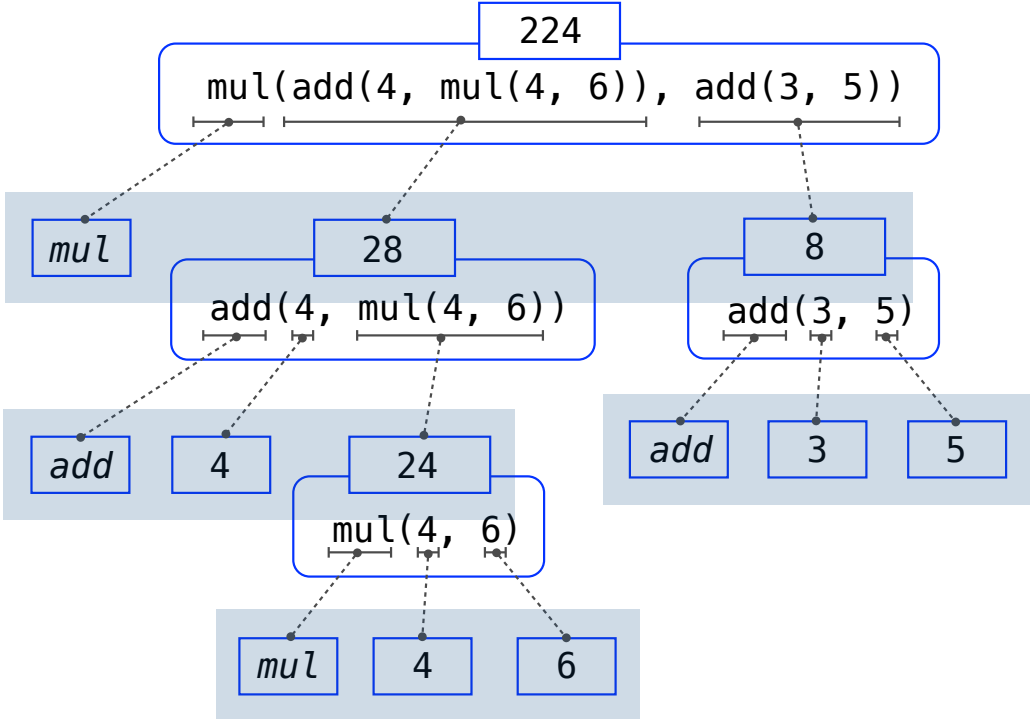 224
mul(add(4, mul(4, 6)), add(3, 5))
mul
28
8
add(4, mul(4, 6))
add(3, 5)
add
4
24
add
3
5
mul(4, 6)
mul
4
6